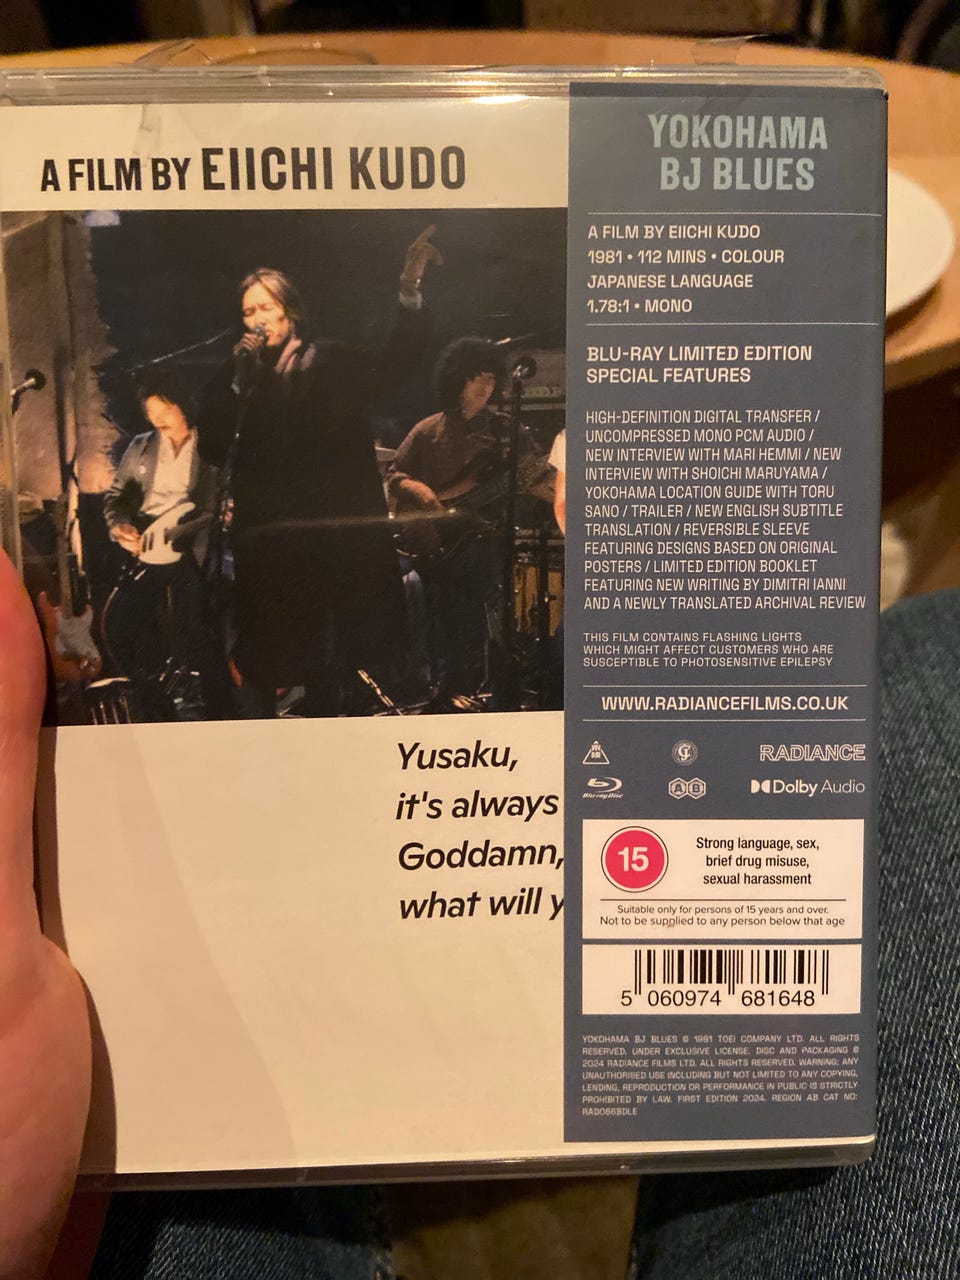 A FILM BY EIICHI KUDO
Yusaku,
it's always
Goddamn,
what will y
YOKOHAMA
BJ BLUES
A FILM BY EIICHI KUDO
1981 • 112 MINS • COLOUR
JAPANESE LANGUAGE
1.78:1 • MONO
BLU-RAY LIMITED EDITION
SPECIAL FEATURES
HIGH-DEFINITION DIGITAL TRANSFER /
UNCOMPRESSED MONO PCM AUDIO /
NEW INTERVIEW WITH MARI HEMMI / NEW
INTERVIEW WITH SHOICHI MARUYAMA /
YOKOHAMA LOCATION GUIDE WITH TORU
SANO / TRAILER / NEW ENGLISH SUBTITLE
TRANSLATION / REVERSIBLE SLEEVE
FEATURING DESIGNS BASED ON ORIGINAL
POSTERS / LIMITED EDITION BOOKLET
FEATURING NEW WRITING BY DIMITRI IANNI
AND A NEWLY TRANSLATED ARCHIVAL REVIEW
THIS FILM CONTAINS FLASHING LIGHTS
WHICH MIGHT AFFECT CUSTOMERS WHO ARE
SUSCEPTIBLE TO PHOTOSENSITIVE EPILEPSY
WWW.RADIANCEFILMS.CO.UK
RADIANCE
Blu-ray Disc
A B
Dolby Audio
15
Strong language, sex,
brief drug misuse,
sexual harassment
Suitable only for persons of 15 years and over.
Not to be supplied to any person below that age
5 060974 681648
YOKOHAMA BJ BLUES © 1981 TOEI COMPANY LTD. ALL RIGHTS
RESERVED. UNDER EXCLUSIVE LICENSE. DISC AND PACKAGING ©
2024 RADIANCE FILMS LTD. ALL RIGHTS RESERVED. WARNING: ANY
UNAUTHORISED USE INCLUDING BUT NOT LIMITED TO ANY COPYING,
LENDING, REPRODUCTION OR PERFORMANCE IN PUBLIC IS STRICTLY
PROHIBITED BY LAW. FIRST EDITION 2024. REGION AB CAT NO:
RAD066BDLE